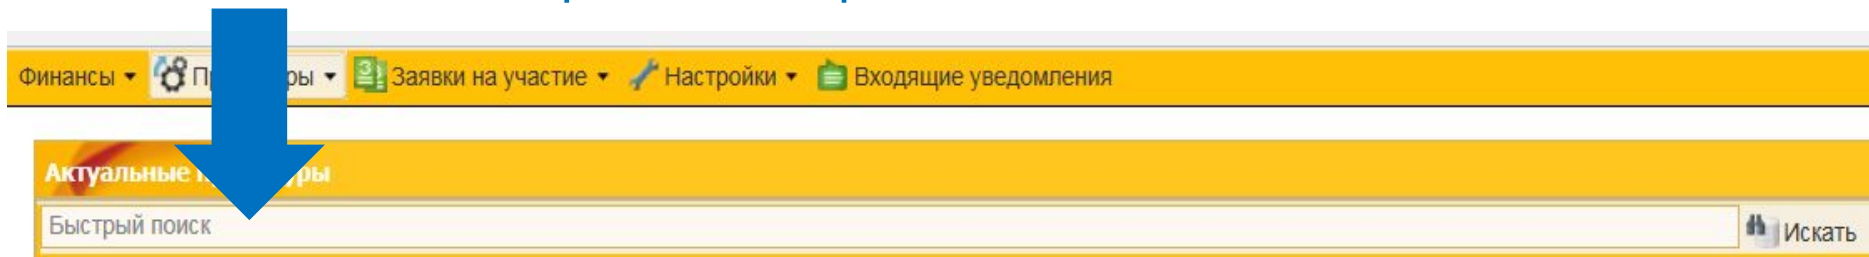 Финансы Заявки на участие Настройки Входящие уведомления
Актуальные
Быстрый поиск Искать